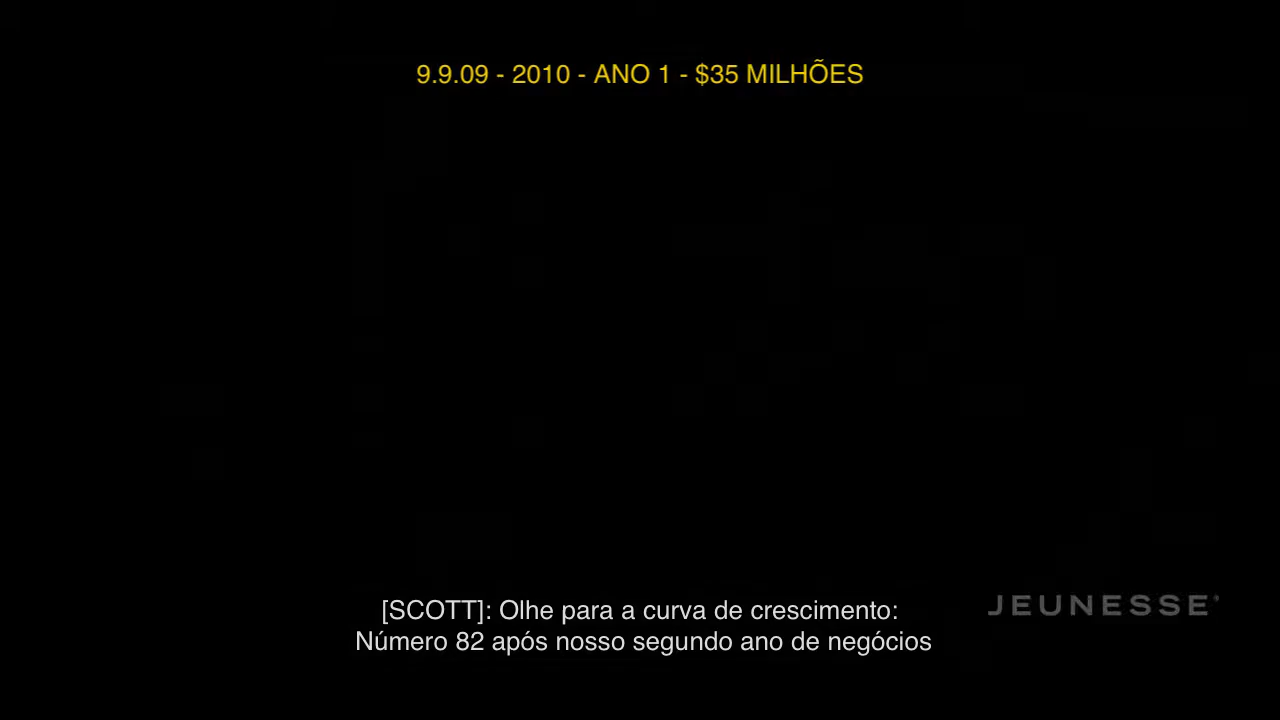 9.9.09 - 2010 - ANO 1 - $35 MILHÕES
JEUNESSE
[SCOTT]: Olhe para a curva de crescimento:
Número 82 após nosso segundo ano de negócios